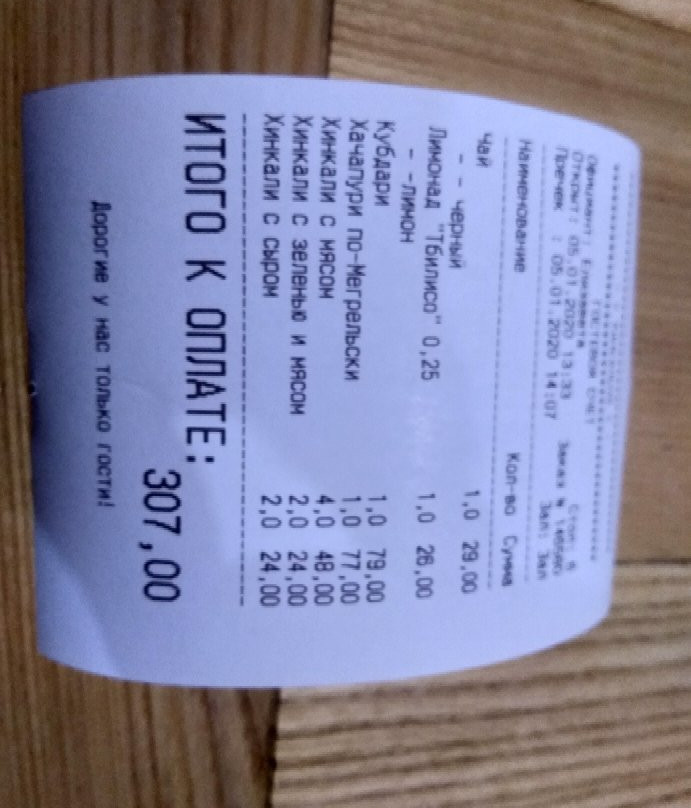 ГОСТЕВОЙ СЧЕТ
Официант: Елизавета
Открыт: 05.01.2020 13:33 Заказ №
Пречек : 05.01.2020 14:07 Зал: Зал
Наименование Кол-во Сумма
Чай 1,0 29,00
- - черный
Лимонад "Тбилисо" 0,25 1,0 26,00
- -лимон
Кубдари 1,0 79,00
Хачапури по-Мегрельски 1,0 77,00
Хинкали с мясом 4,0 48,00
Хинкали с зеленью и мясом 2,0 24,00
Хинкали с сыром 2,0 24,00
ИТОГО К ОПЛАТЕ:
307,00
Дорогие у нас только гости!